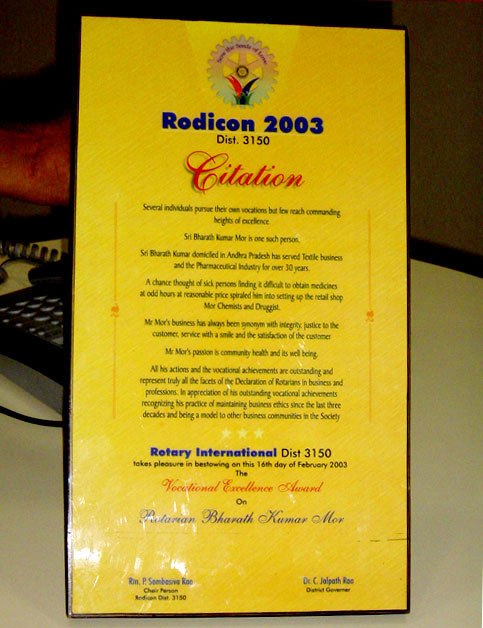 Sow the Seeds of Love
Rodicon 2003
Dist. 3150
Citation
Several individuals pursue their own vocations but few reach commanding
heights of excellence
Sri Bharath Kumar Mor is one such person.
Sri Bharath Kumar domiciled in Andhra Pradesh has served Textile business
and the Pharmaceutical Industry for over 30 years.
A chance thought of sick persons finding it difficult to obtain medicines
at odd hours at reasonable price spiraled him into setting up the retail shop
Mor Chemists and Druggist.
Mr Mor's business has always been synonym with integrity, justice to the
customer, service with a smile and the satisfaction of the customer
Mr Mor's passion is community health and its well being.
All his actions and the vocational achievements are outstanding and
represent truly all the facets of the Declaration of Rotarians in business and
professions. In appreciation of his outstanding vocational achievements
recognizing his practice of maintaining business ethics since the last three
decades and being a model to other business communities in the Society
Rotary International Dist 3150
takes pleasure in bestowing on this 16th day of February 2003
The
Vocational Excellence Award
On
Rotarian Bharath Kumar Mor
Rtn. P. Sambasiva Rao Dr. C. Jalpath Rao
Chair Person District Governor
Rodicon Dist. 3150